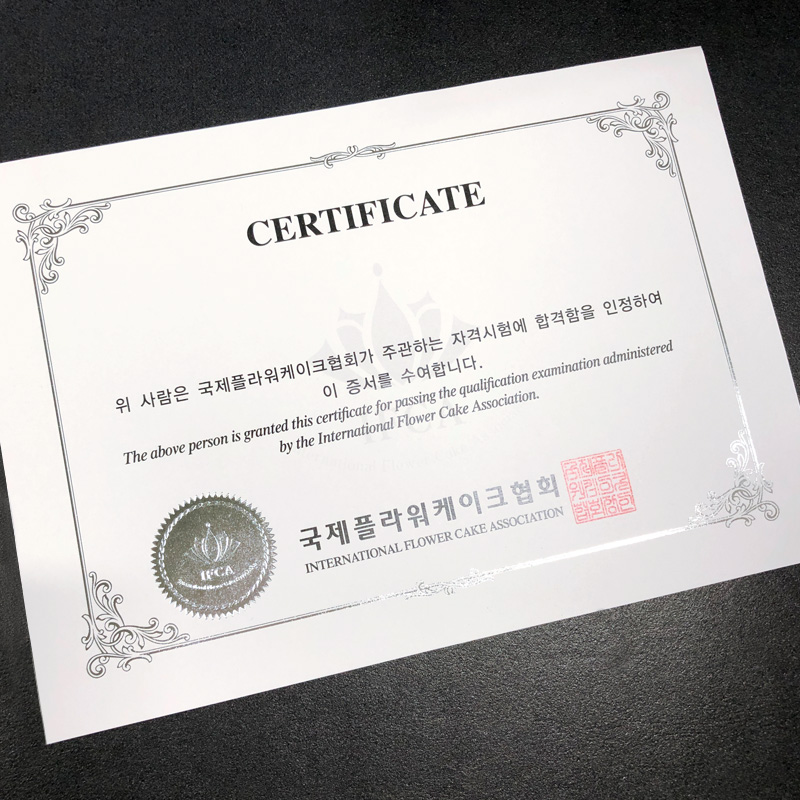 CERTIFICATE
위 사람은 국제플라워케이크협회가 주관하는 자격시험에 합격함을 인정하여
이 증서를 수여합니다.
The above person is granted this certificate for passing the qualification examination administered
by the International Flower Cake Association.
IFCA
국제플라워케이크협회
INTERNATIONAL FLOWER CAKE ASSOCIATION
IFCA